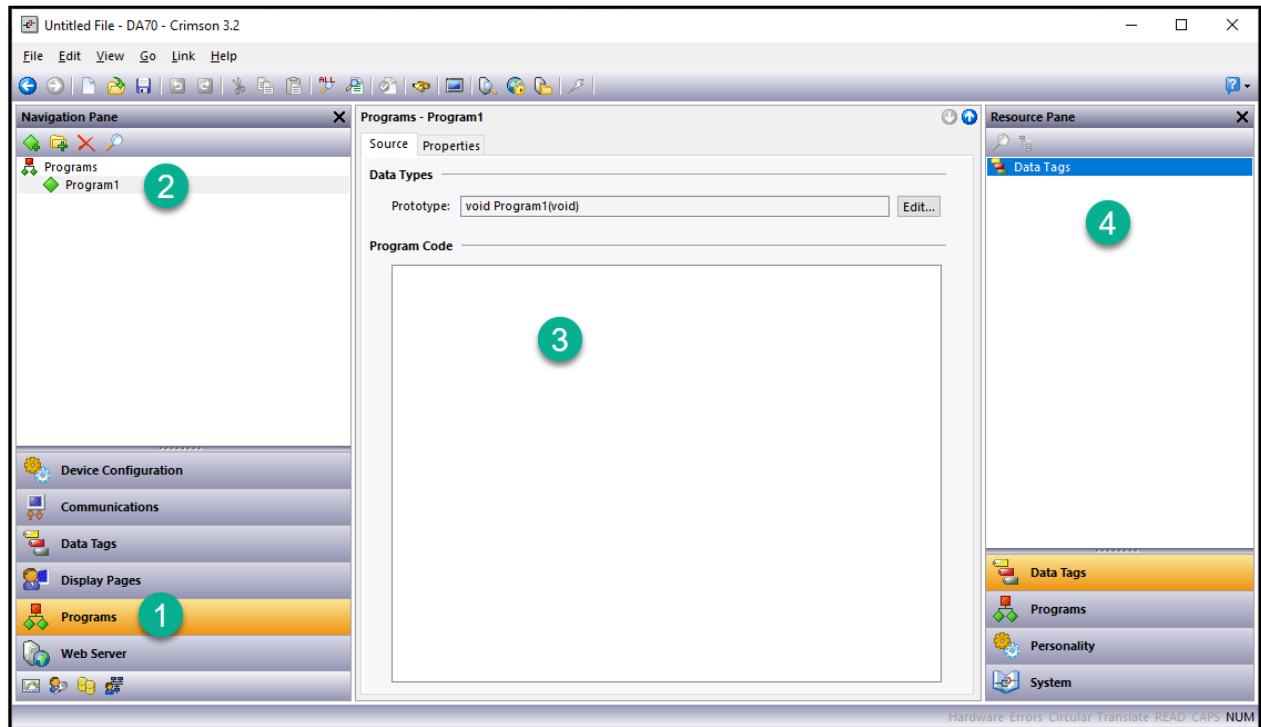 Untitled File - DA70 - Crimson 3.2
File Edit View Go Link Help
Navigation Pane
Programs
Program1
2
Device Configuration
Communications
Data Tags
Display Pages
Programs
1
Web Server
Programs - Program1
Source Properties
Data Types
Prototype: void Program1(void) Edit...
Program Code
3
Resource Pane
Data Tags
4
Data Tags
Programs
Personality
System
Hardware Errors Circular Translate READ CAPS NUM